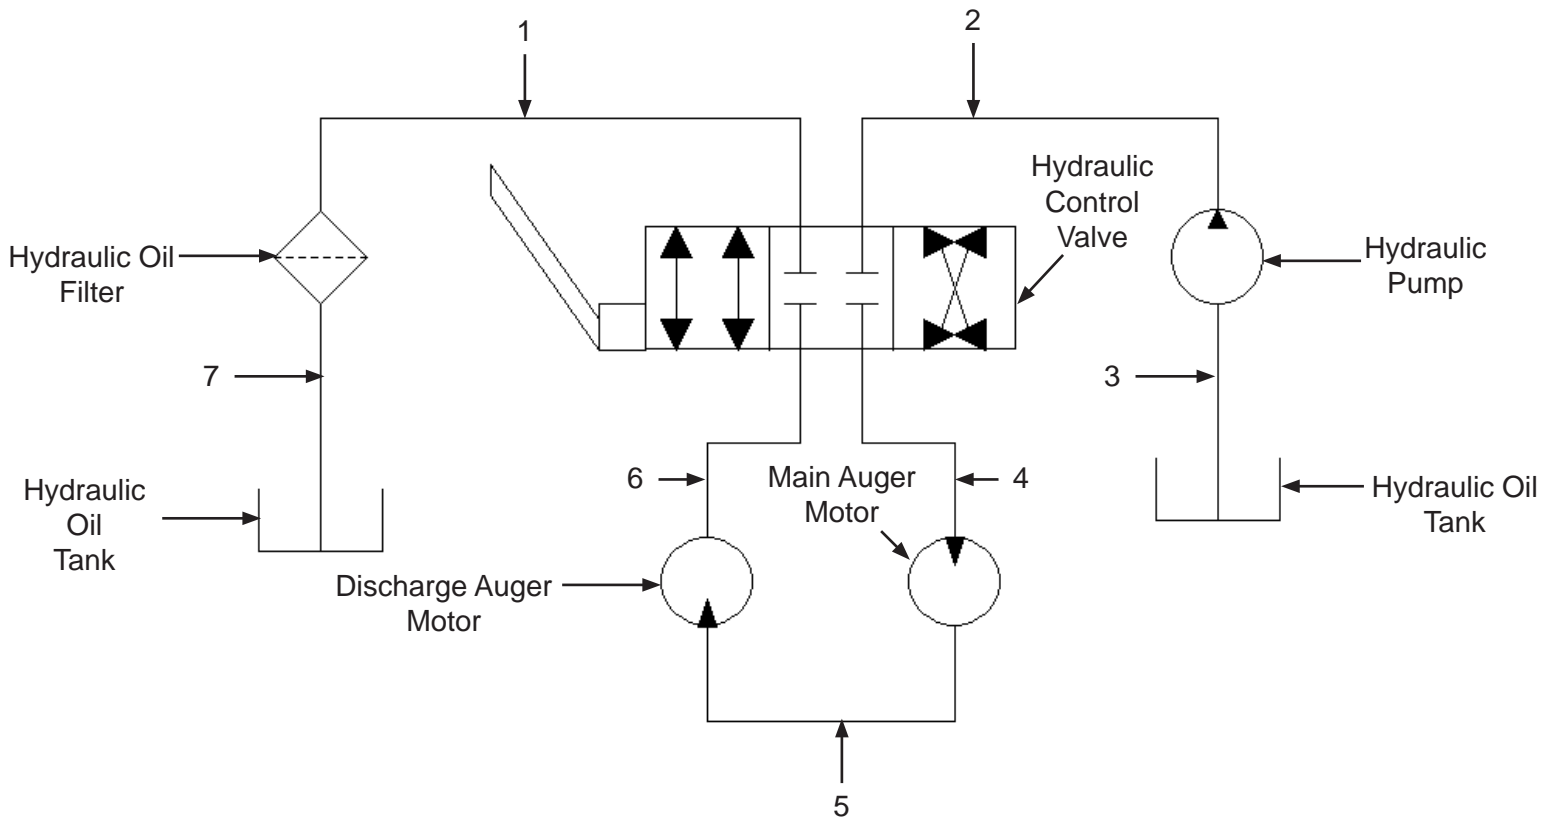 1
2
Hydraulic
Control
Valve
Hydraulic Oil
Filter
Hydraulic
Pump
7
3
6
Main Auger
Motor
4
Hydraulic
Oil
Tank
Hydraulic Oil
Tank
Discharge Auger
Motor
5